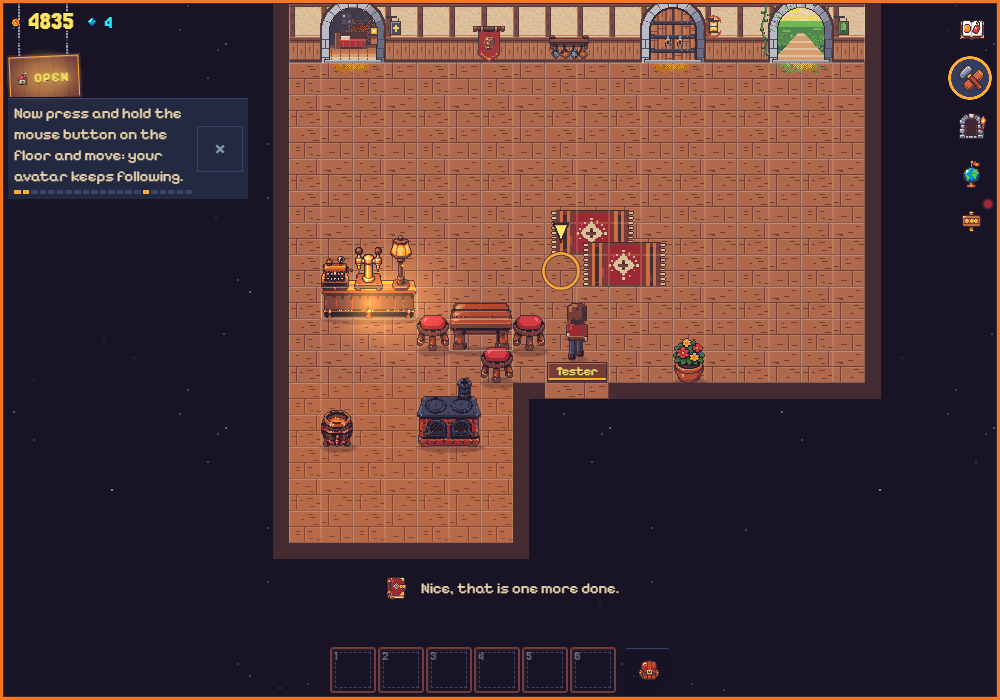 4835 4
OPEN
Now press and hold the
mouse button on the
floor and move: your
avatar keeps following.
Tester
Nice, that is one more done.
1 2 3 4 5 6